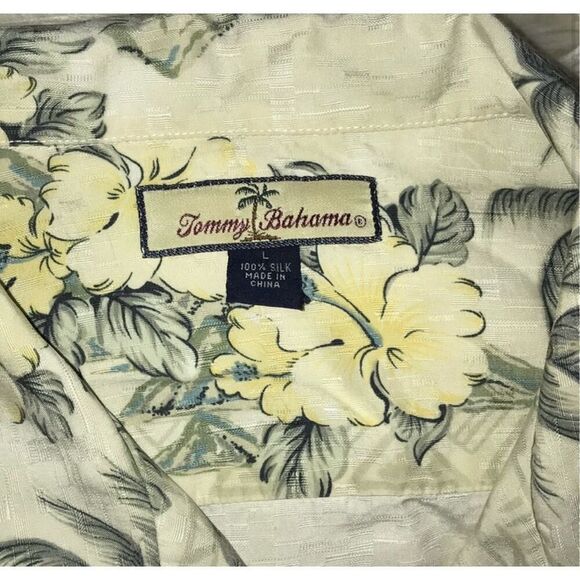 Tommy Bahama®
L
100% SILK
MADE IN
CHINA